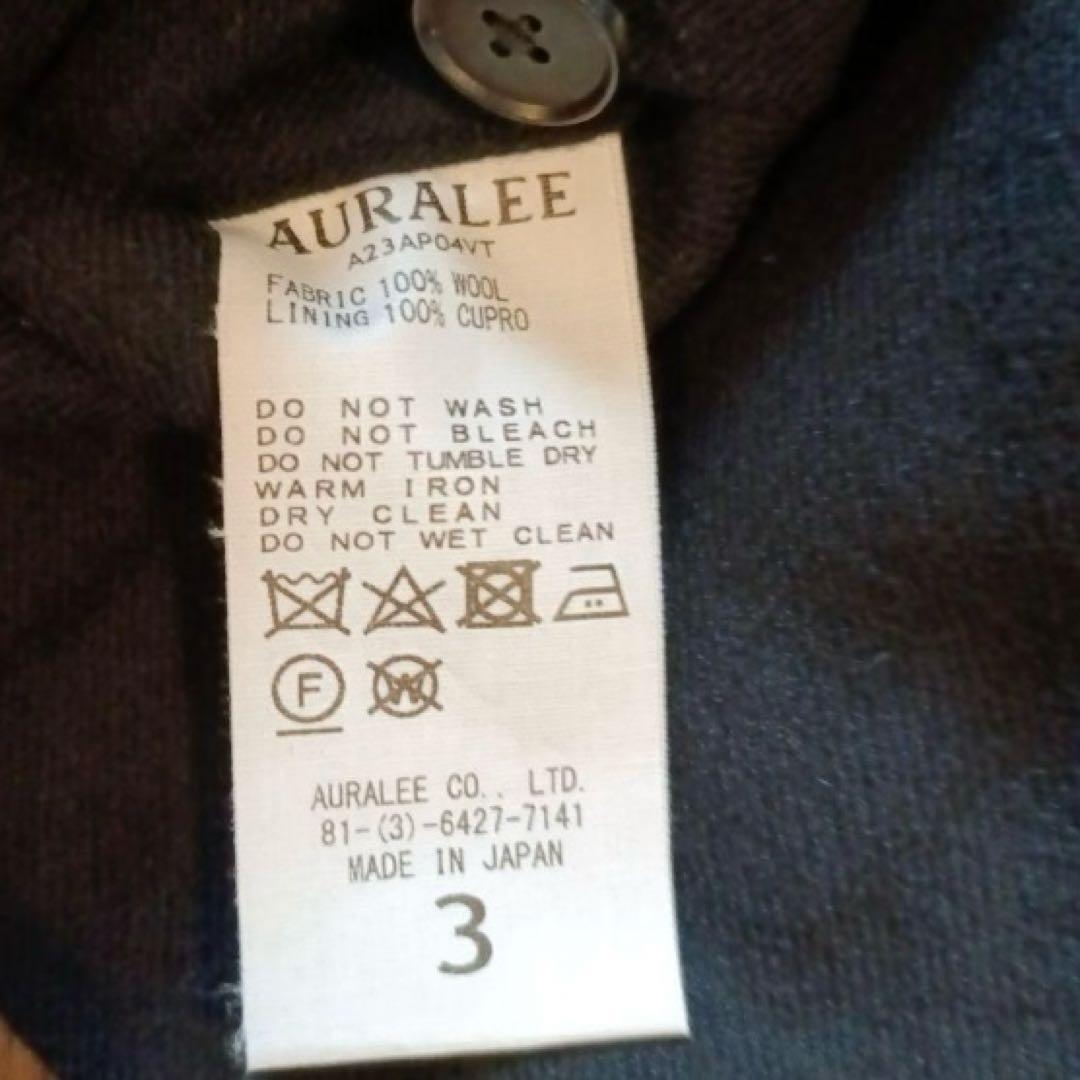 AURALEE
A23AP04VT
FABRIC 100% WOOL
LINING 100% CUPRO
DO NOT WASH
DO NOT BLEACH
DO NOT TUMBLE DRY
WARM IRON
DRY CLEAN
DO NOT WET CLEAN
F W
AURALEE CO., LTD.
81-(3)-6427-7141
MADE IN JAPAN
3